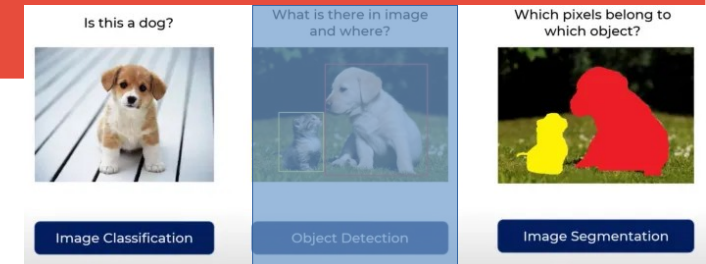 Is this a dog?
What is there in image
and where?
Which pixels belong to
which object?
Image Classification
Object Detection
Image Segmentation